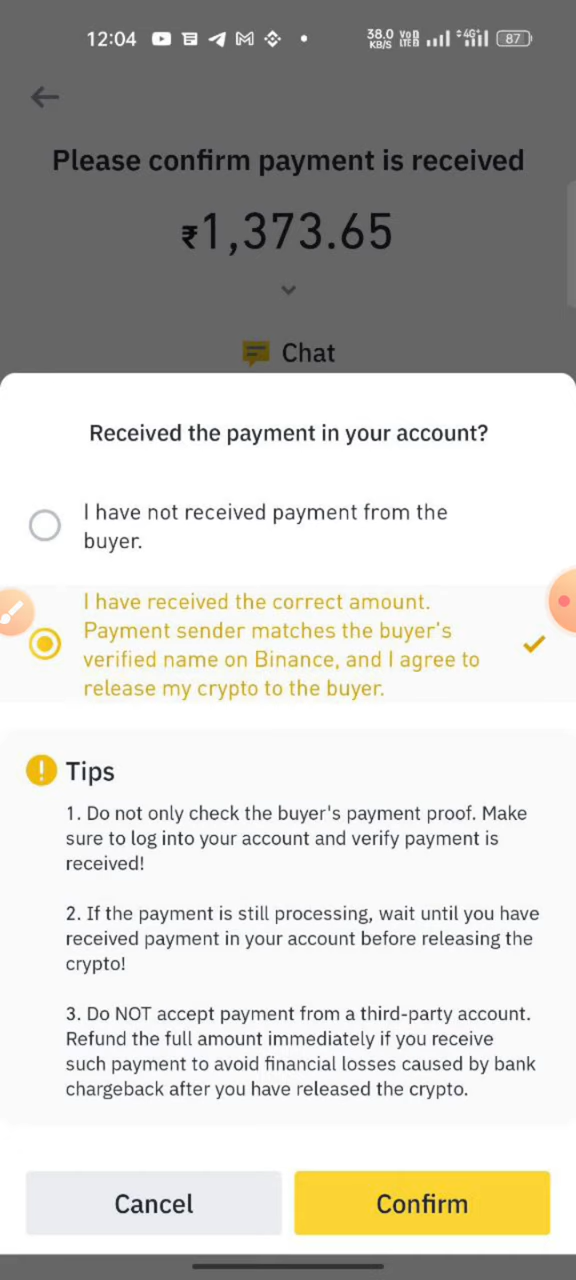 12:04
38.0 KB/S
Vo LTE
4G+
87
Please confirm payment is received
₹1,373.65
Chat
Received the payment in your account?
I have not received payment from the
buyer.
I have received the correct amount.
Payment sender matches the buyer's
verified name on Binance, and I agree to
release my crypto to the buyer.
Tips
1. Do not only check the buyer's payment proof. Make
sure to log into your account and verify payment is
received!
2. If the payment is still processing, wait until you have
received payment in your account before releasing the
crypto!
3. Do NOT accept payment from a third-party account.
Refund the full amount immediately if you receive
such payment to avoid financial losses caused by bank
chargeback after you have released the crypto.
Cancel
Confirm